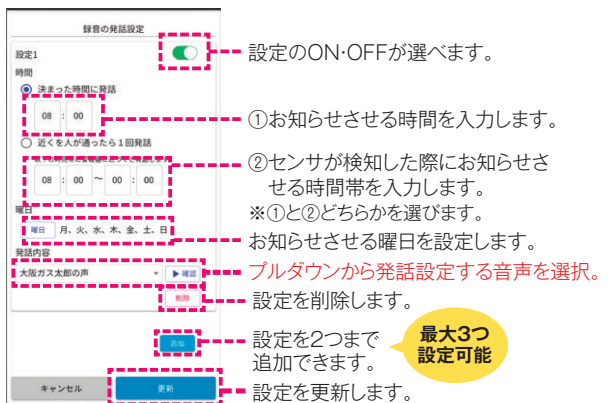 録音の発話設定
設定1
設定のON・OFFが選べます。
時間
決まった時間に発話
08 : 00
①お知らせさせる時間を入力します。
近くを人が通ったら1回発話
08 : 00 ～ 00 : 00
②センサが検知した際にお知らせさ
せる時間帯を入力します。
※①と②どちらかを選びます。
曜日
曜日 月、火、水、木、金、土、日
お知らせさせる曜日を設定します。
発話内容
大阪ガス太郎の声 ▶確認
プルダウンから発話設定する音声を選択。
削除
設定を削除します。
追加
設定を2つまで
追加できます。
最大3つ
設定可能
キャンセル
更新
設定を更新します。